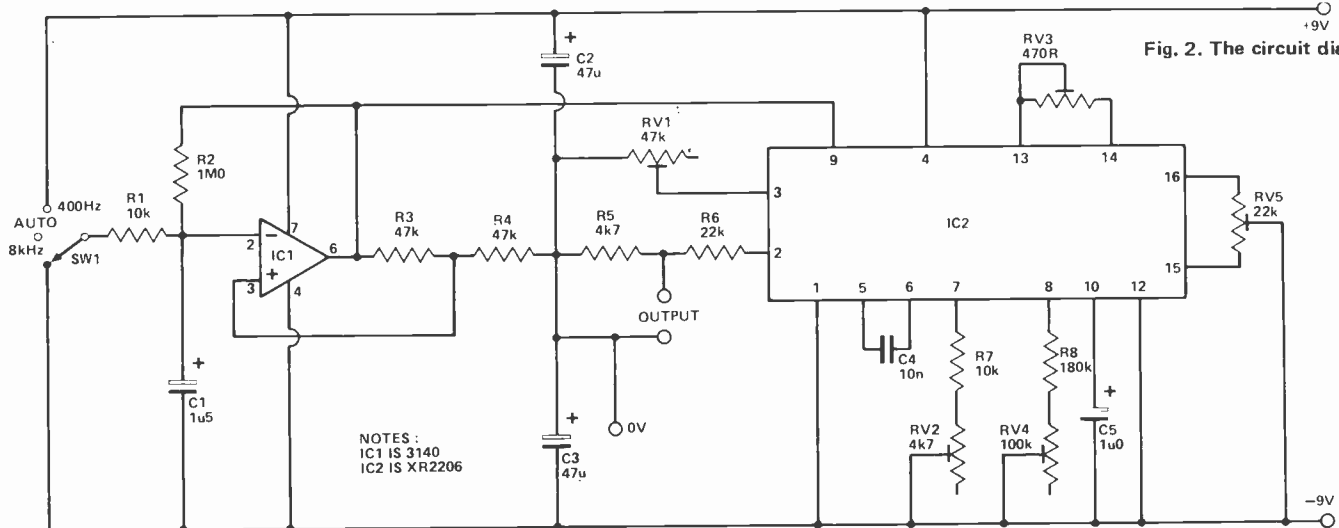 +9V
Fig. 2. The circuit dia
RV3
470R
C2
47u
+
RV1
47k
R2
1M0
400Hz
AUTO
8kHz
SW1
R1
10k
2
3
7
6
4
IC1
−
+
R3
47k
R4
47k
R5
4k7
R6
22k
OUTPUT
9
4
13
14
3
2
16
15
IC2
RV5
22k
1
5
6
7
8
10
12
C4
10n
R7
10k
R8
180k
RV2
4k7
RV4
100k
C5
1u0
+
C1
1u5
+
C3
47u
+
0V
NOTES :
IC1 IS 3140
IC2 IS XR2206
−9V